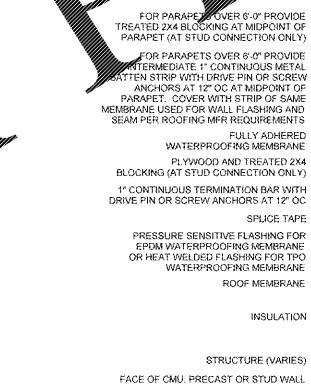 FOR PARAPETS OVER 6'-0" PROVIDE
TREATED 2X4 BLOCKING AT MIDPOINT OF
PARAPET (AT STUD CONNECTION ONLY)
FOR PARAPETS OVER 6'-0" PROVIDE
INTERMEDIATE 1" CONTINUOUS METAL
BATTEN STRIP WITH DRIVE PIN OR SCREW
ANCHORS AT 12" OC AT MIDPOINT OF
PARAPET. COVER WITH STRIP OF SAME
MEMBRANE USED FOR WALL FLASHING AND
SEAM PER ROOFING MFR REQUIREMENTS
FULLY ADHERED
WATERPROOFING MEMBRANE
PLYWOOD AND TREATED 2X4
BLOCKING (AT STUD CONNECTION ONLY)
1" CONTINUOUS TERMINATION BAR WITH
DRIVE PIN OR SCREW ANCHORS AT 12" OC
SPLICE TAPE
PRESSURE SENSITIVE FLASHING FOR
EPDM WATERPROOFING MEMBRANE
OR HEAT WELDED FLASHING FOR TPO
WATERPROOFING MEMBRANE
ROOF MEMBRANE
INSULATION
STRUCTURE (VARIES)
FACE OF CMU, PRECAST OR STUD WALL